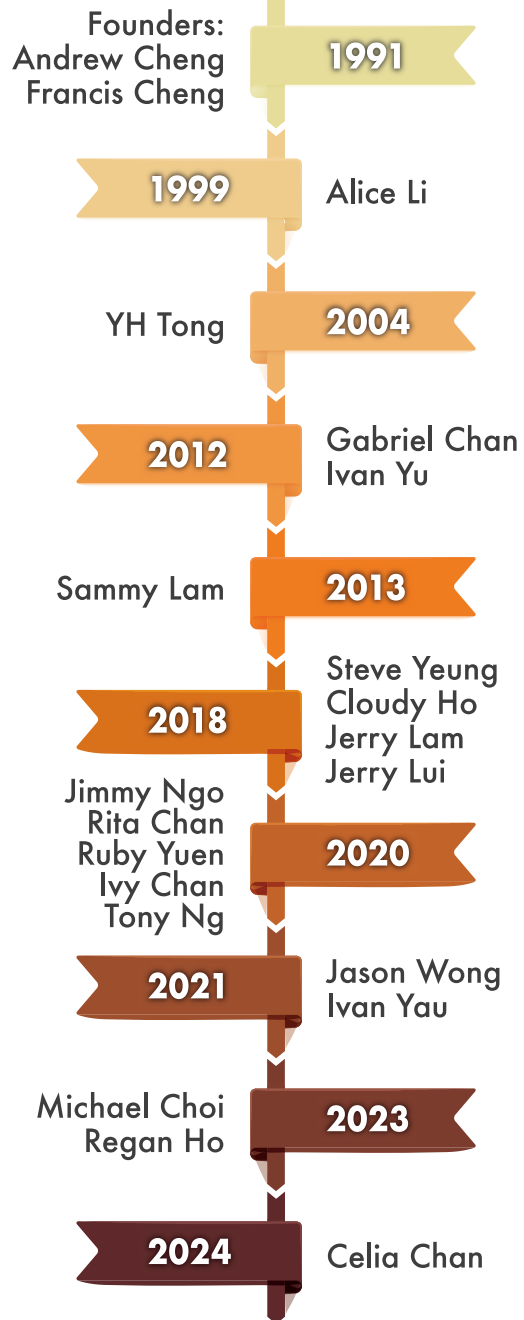 Founders:
Andrew Cheng
Francis Cheng
1991
1999
Alice Li
YH Tong
2004
2012
Gabriel Chan
Ivan Yu
Sammy Lam
2013
2018
Steve Yeung
Cloudy Ho
Jerry Lam
Jerry Lui
Jimmy Ngo
Rita Chan
Ruby Yuen
Ivy Chan
Tony Ng
2020
2021
Jason Wong
Ivan Yau
Michael Choi
Regan Ho
2023
2024
Celia Chan